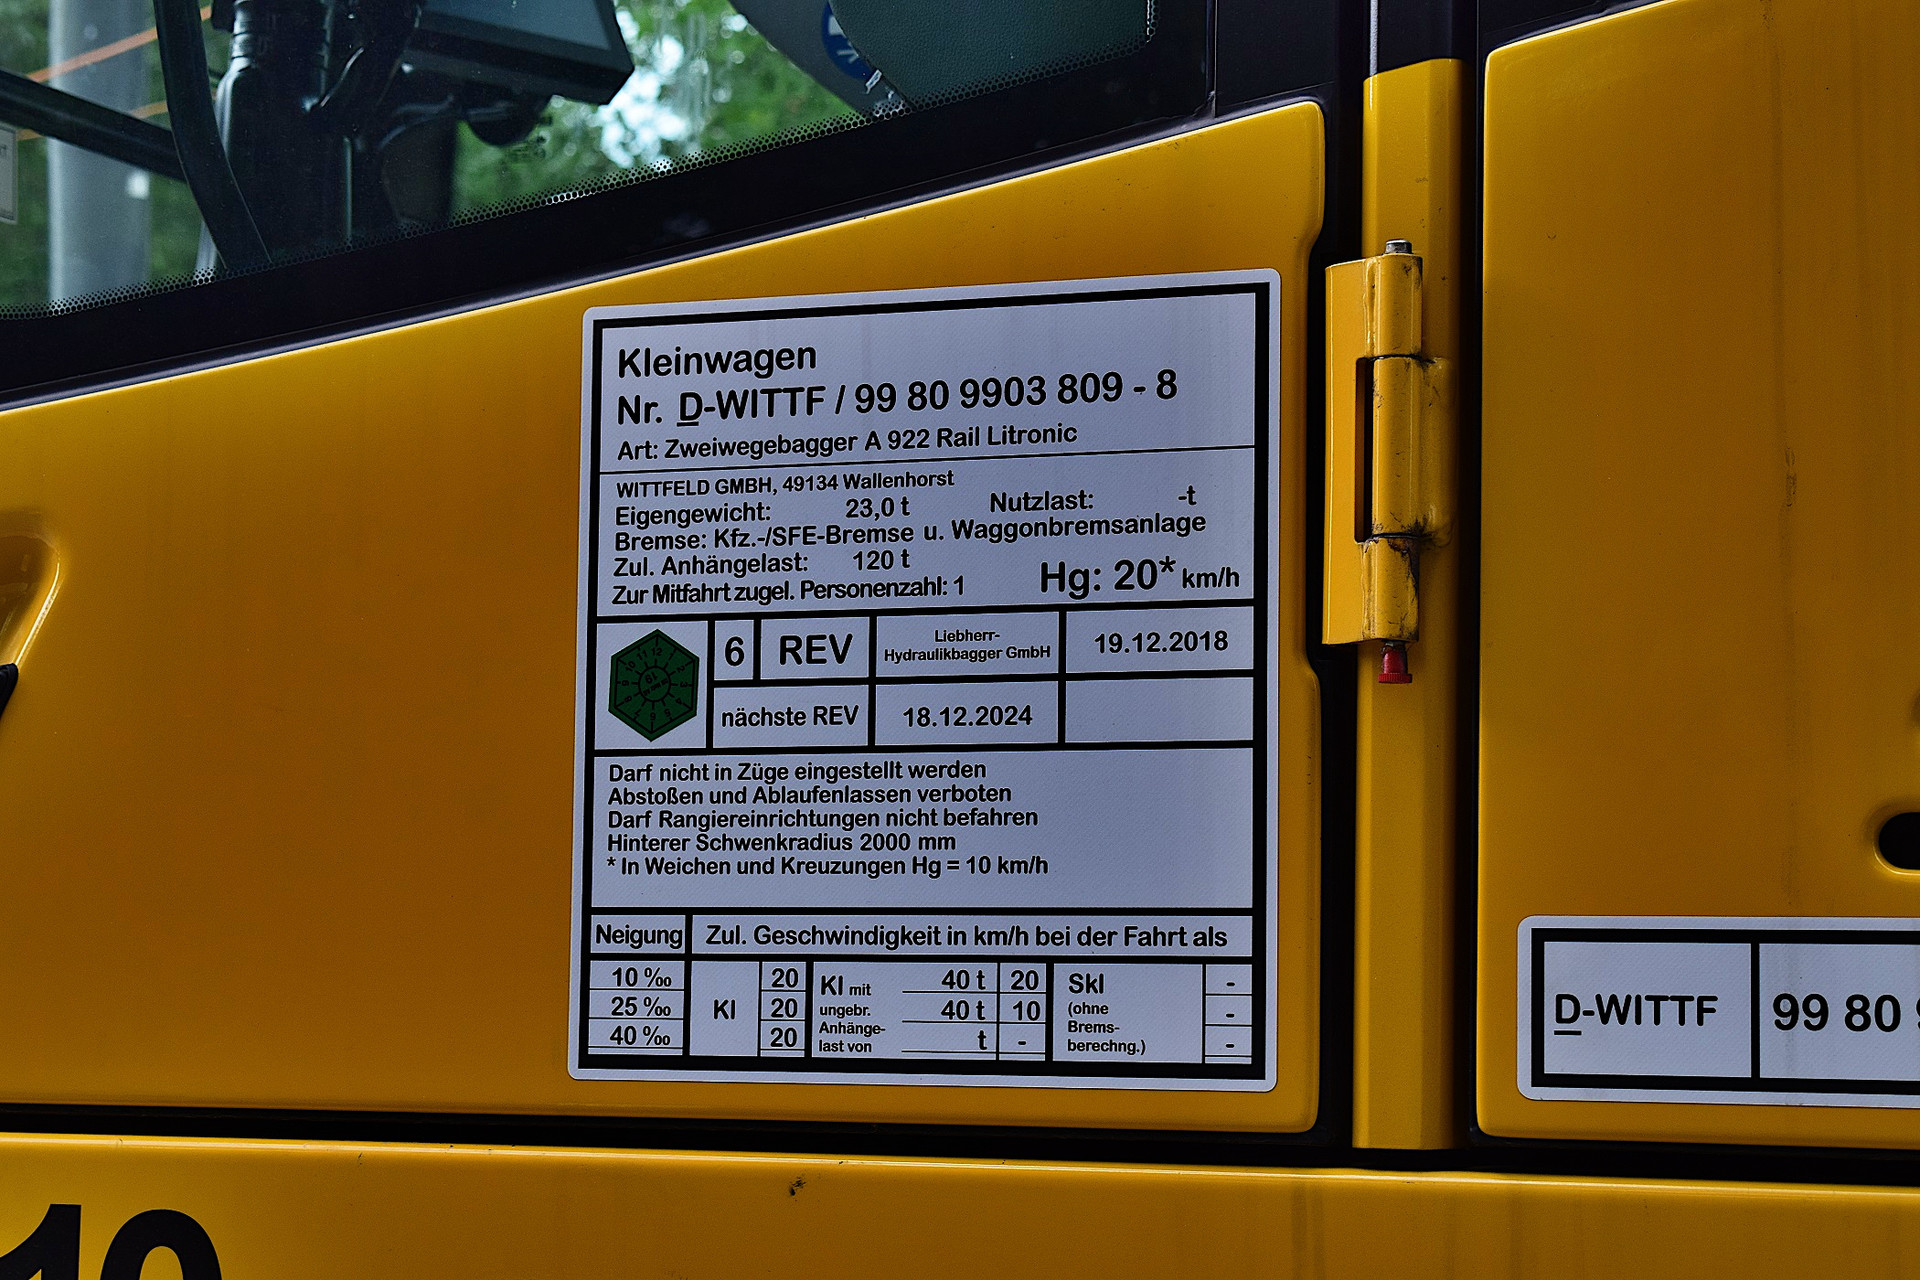 Kleinwagen
Nr. D-WITTF / 99 80 9903 809 - 8
Art: Zweiwegebagger A 922 Rail Litronic
WITTFELD GMBH, 49134 Wallenhorst
Eigengewicht: 23,0 t Nutzlast: -t
Bremse: Kfz.-/SFE-Bremse u. Waggonbremsanlage
Zul. Anhängelast: 120 t
Zur Mitfahrt zugel. Personenzahl: 1 Hg: 20* km/h
6 REV Liebherr-
Hydraulikbagger GmbH 19.12.2018
nächste REV 18.12.2024
Darf nicht in Züge eingestellt werden
Abstoßen und Ablaufenlassen verboten
Darf Rangiereinrichtungen nicht befahren
Hinterer Schwenkradius 2000 mm
* In Weichen und Kreuzungen Hg = 10 km/h
Neigung Zul. Geschwindigkeit in km/h bei der Fahrt als
10 ‰ 20 Kl mit 40 t 20 Skl -
25 ‰ Kl 20 ungebr. 40 t 10 (ohne -
Anhänge- Brems-
40 ‰ 20 last von t - berechng.) -
D-WITTF 99 80
10